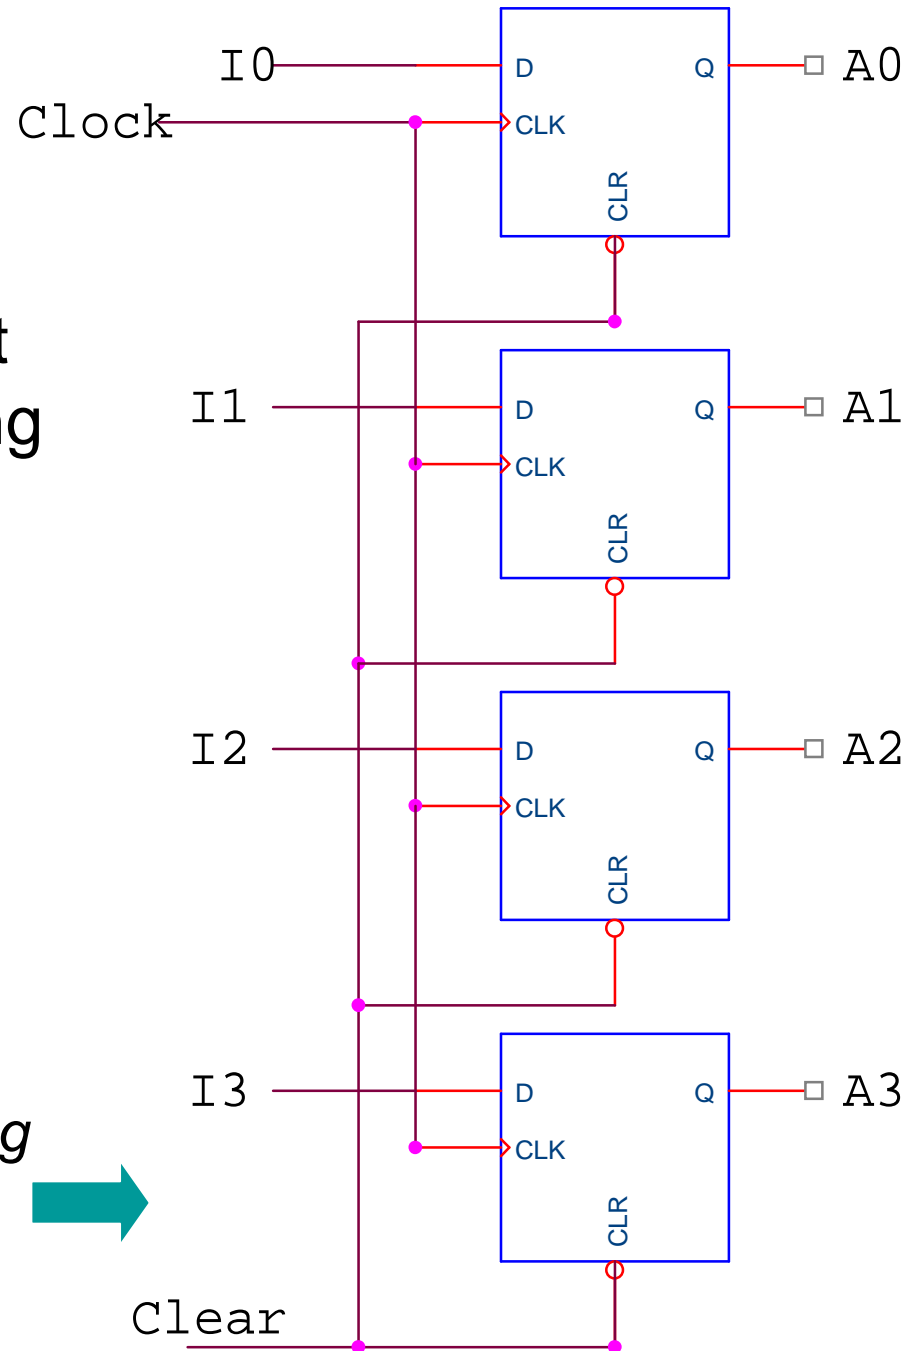 I0 D Q A0
Clock CLK
CLR
t
I1 D Q A1
g
CLK
CLR
I2 D Q A2
CLK
CLR
I3 D Q A3
g
CLK
CLR
Clear